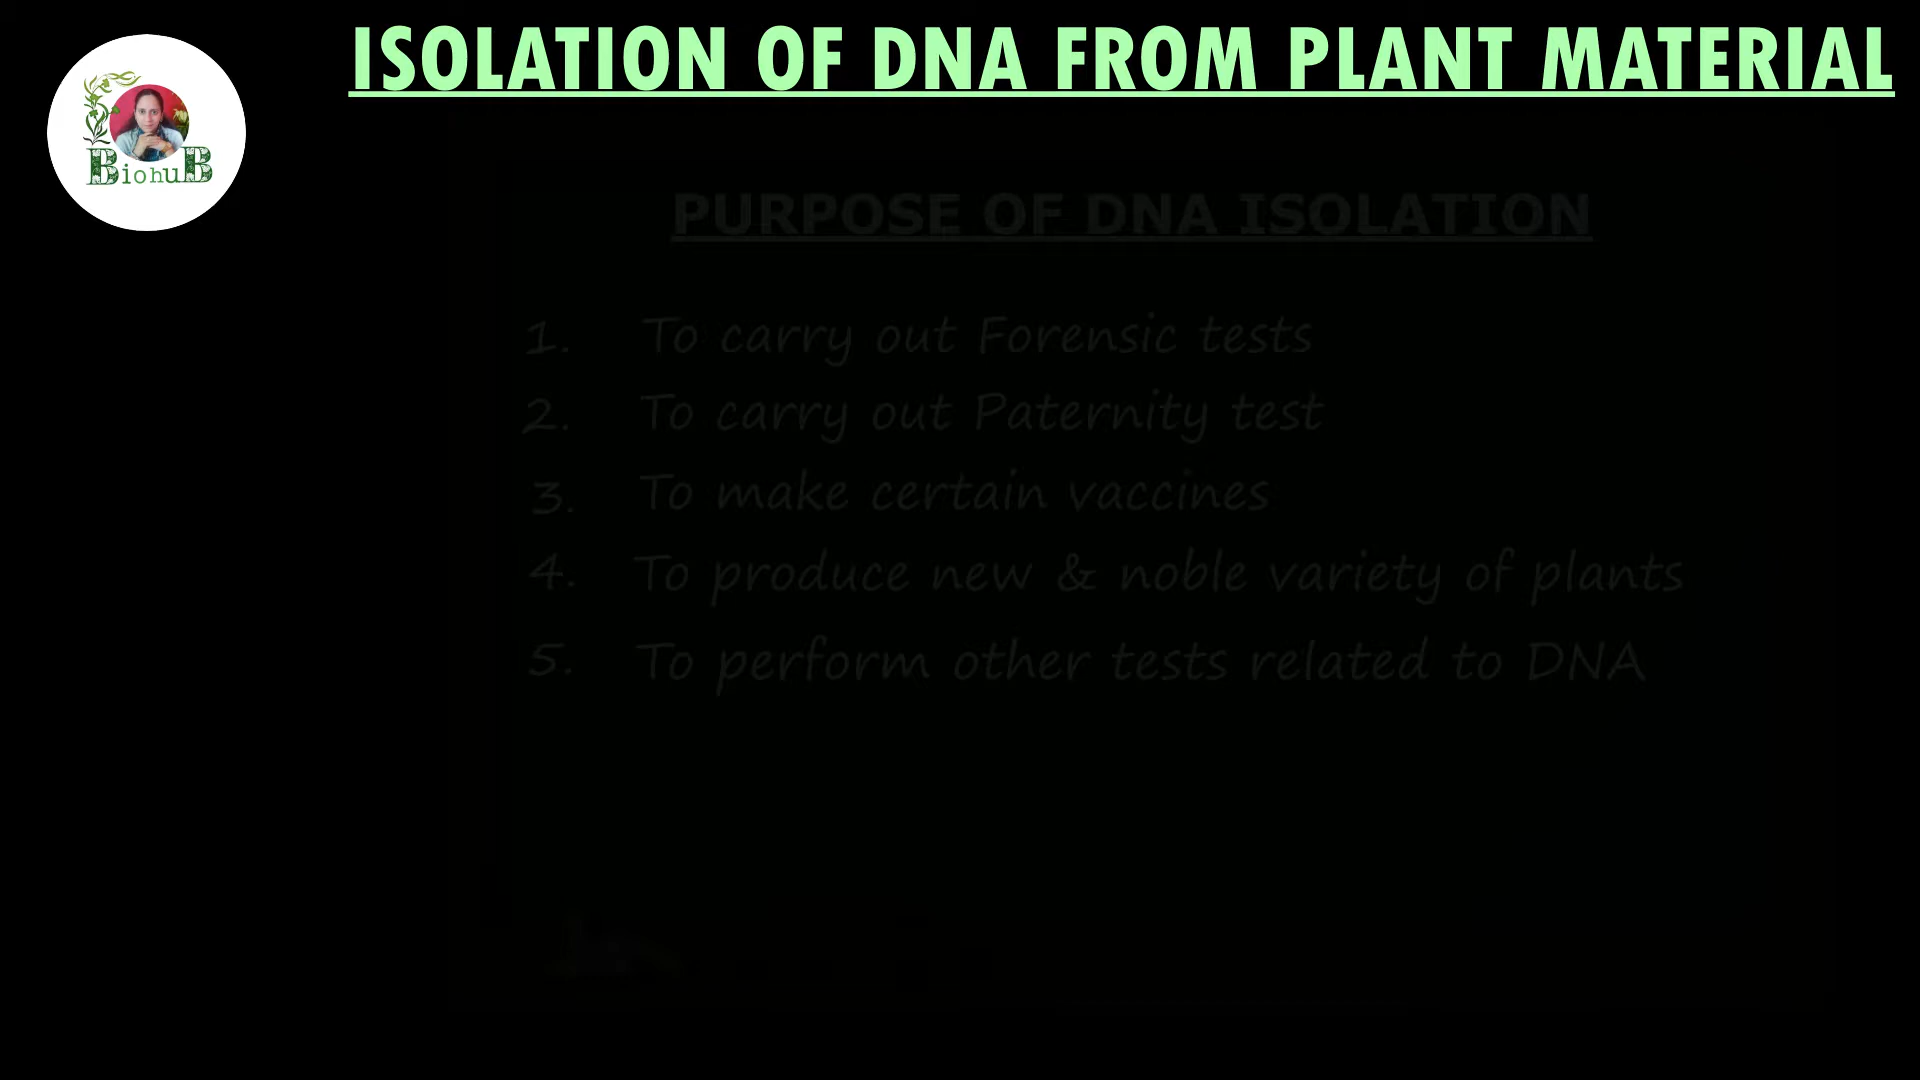 ISOLATION OF DNA FROM PLANT MATERIAL
BiohuB
PURPOSE OF DNA ISOLATION
1. To carry out Forensic tests
2. To carry out Paternity test
3. To make certain vaccines
4. To produce new & noble variety of plants
5. To perform other tests related to DNA